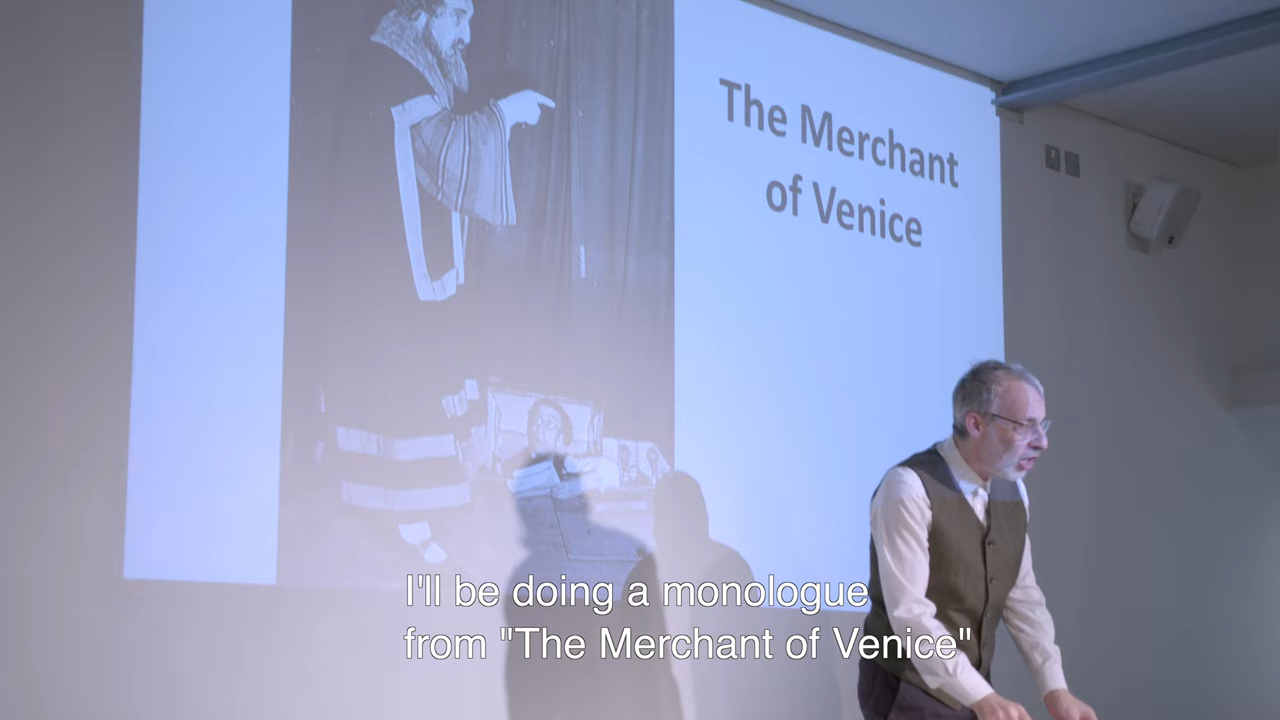 The Merchant
of Venice
I'll be doing a monologue
from "The Merchant of Venice"